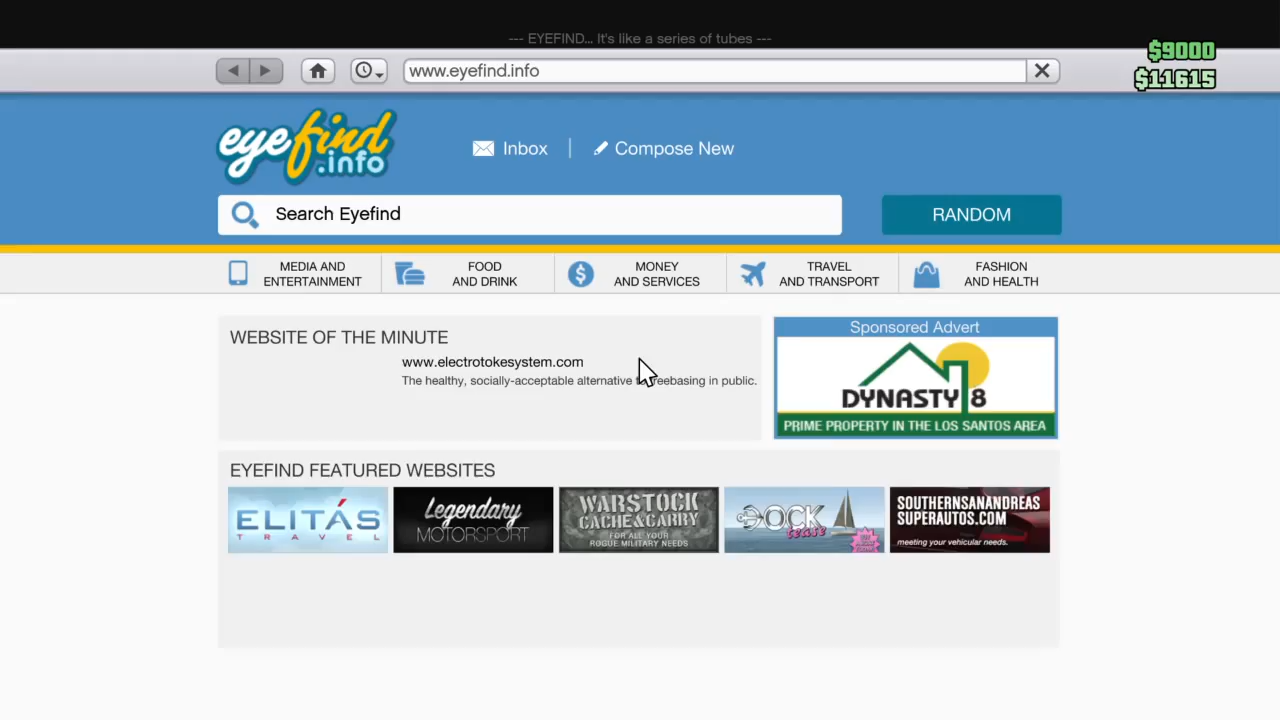 --- EYEFIND... It's like a series of tubes ---
$9000
$11615
www.eyefind.info
eyefind
.info
Inbox
Compose New
Search Eyefind
RANDOM
MEDIA AND
ENTERTAINMENT
FOOD
AND DRINK
MONEY
AND SERVICES
TRAVEL
AND TRANSPORT
FASHION
AND HEALTH
WEBSITE OF THE MINUTE
www.electrotokesystem.com
The healthy, socially-acceptable alternative to freebasing in public.
Sponsored Advert
DYNASTY 8
PRIME PROPERTY IN THE LOS SANTOS AREA
EYEFIND FEATURED WEBSITES
ELITÁS
TRAVEL
Legendary
MOTORSPORT
WARSTOCK
CACHE&CARRY
FOR ALL YOUR
ROGUE MILITARY NEEDS
DOCK
tease
SOUTHERNSANANDREAS
SUPERAUTOS.COM
meeting your vehicular needs.